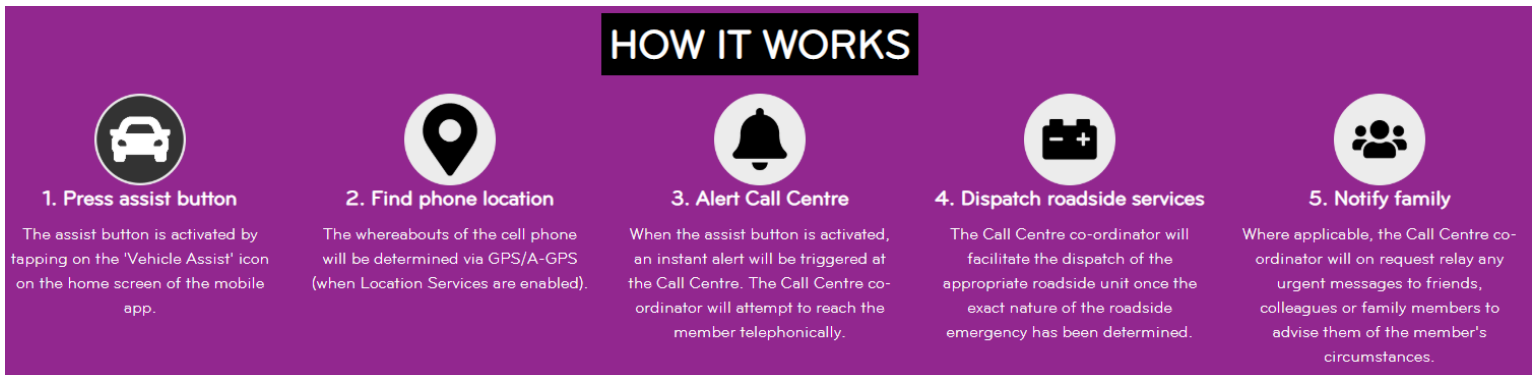 HOW IT WORKS
1. Press assist button
The assist button is activated by
tapping on the 'Vehicle Assist' icon
on the home screen of the mobile
app.
2. Find phone location
The whereabouts of the cell phone
will be determined via GPS/A-GPS
(when Location Services are enabled).
3. Alert Call Centre
When the assist button is activated,
an instant alert will be triggered at
the Call Centre. The Call Centre co-
ordinator will attempt to reach the
member telephonically.
4. Dispatch roadside services
The Call Centre co-ordinator will
facilitate the dispatch of the
appropriate roadside unit once the
exact nature of the roadside
emergency has been determined.
5. Notify family
Where applicable, the Call Centre co-
ordinator will on request relay any
urgent messages to friends,
colleagues or family members to
advise them of the member's
circumstances.